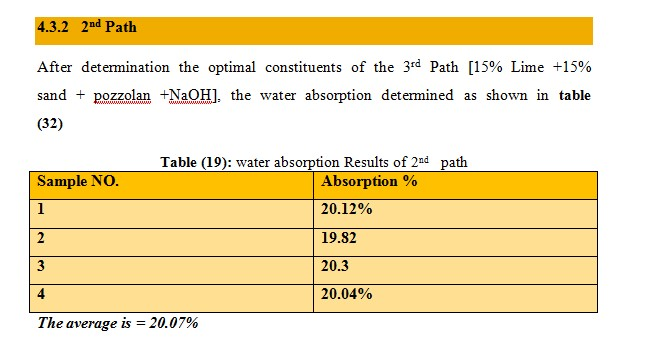 4.3.2 2nd Path
After determination the optimal constituents of the 3rd Path [15% Lime +15%
sand + pozzolan +NaOH], the water absorption determined as shown in table
(32)
Table (19): water absorption Results of 2nd path
Sample NO. Absorption %
1 20.12%
2 19.82
3 20.3
4 20.04%
The average is = 20.07%